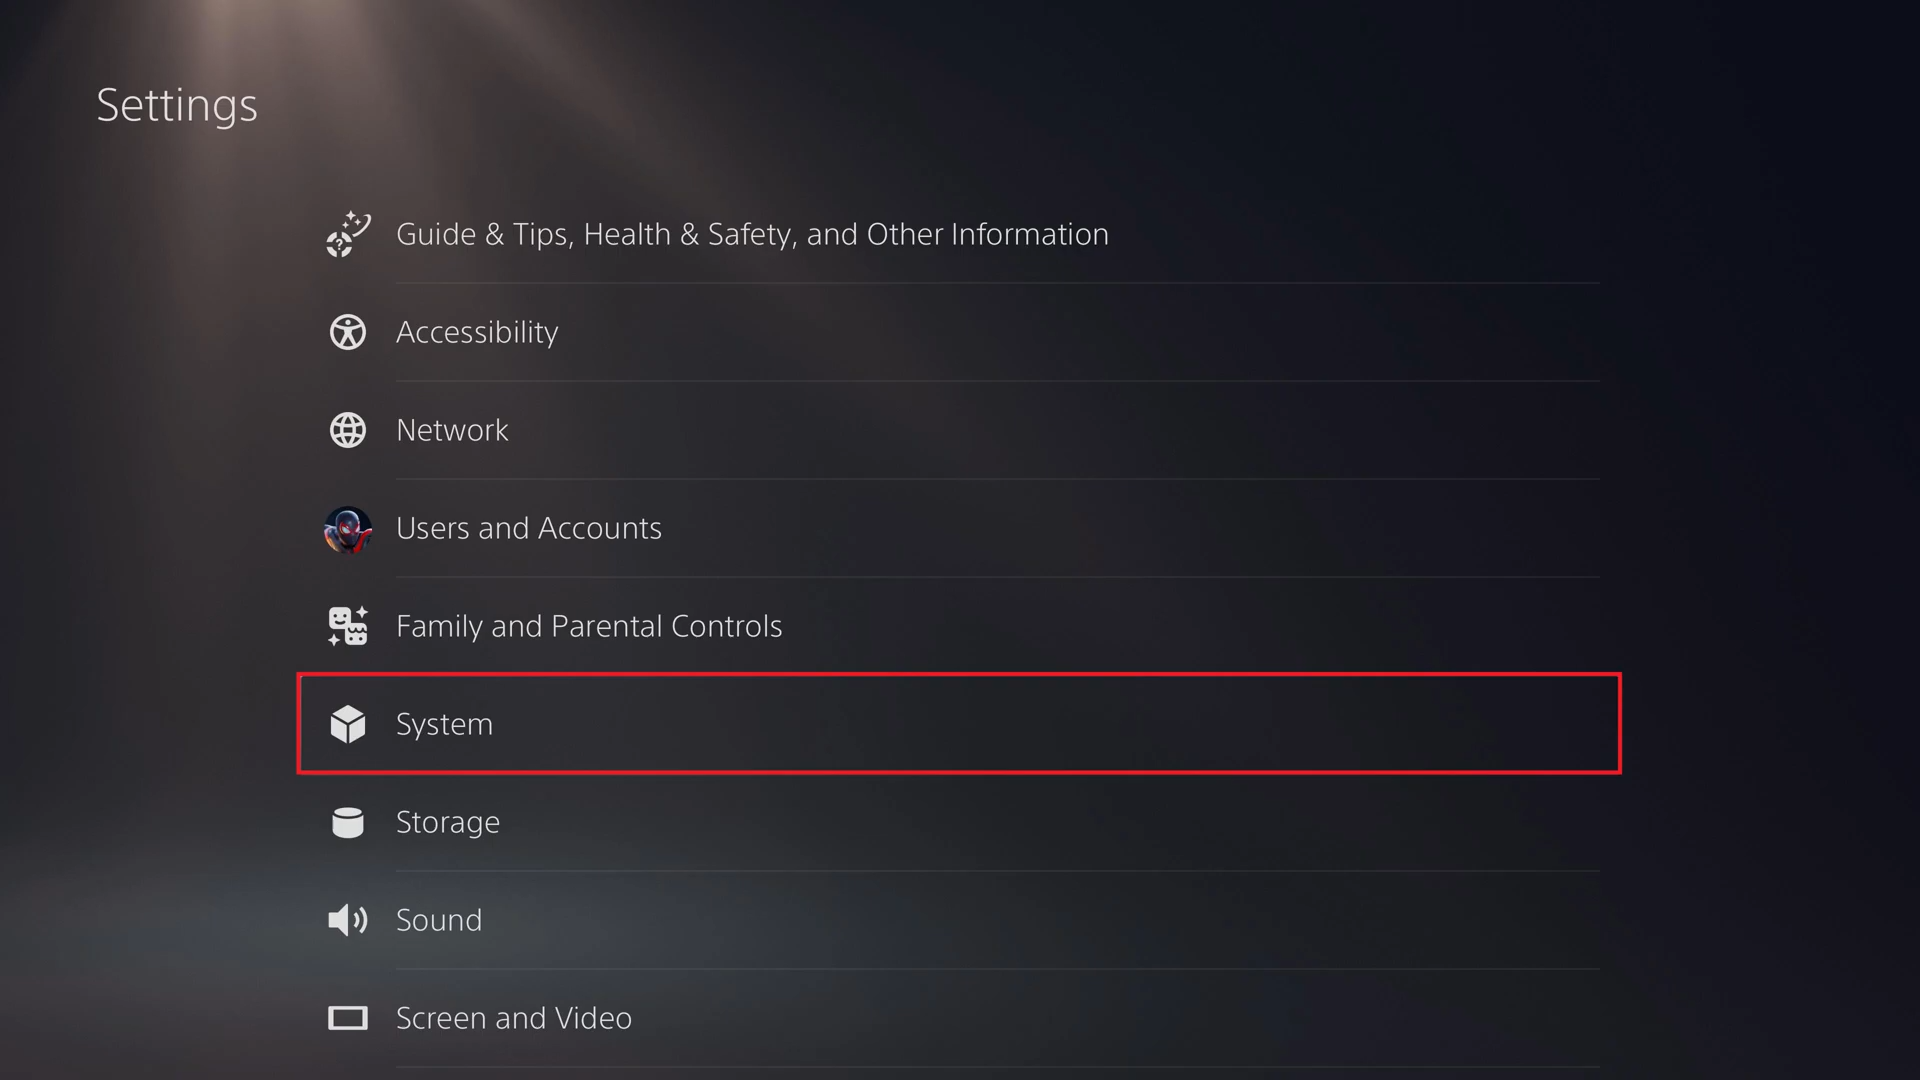 Settings
Guide & Tips, Health & Safety, and Other Information
Accessibility
Network
Users and Accounts
Family and Parental Controls
System
Storage
Sound
Screen and Video